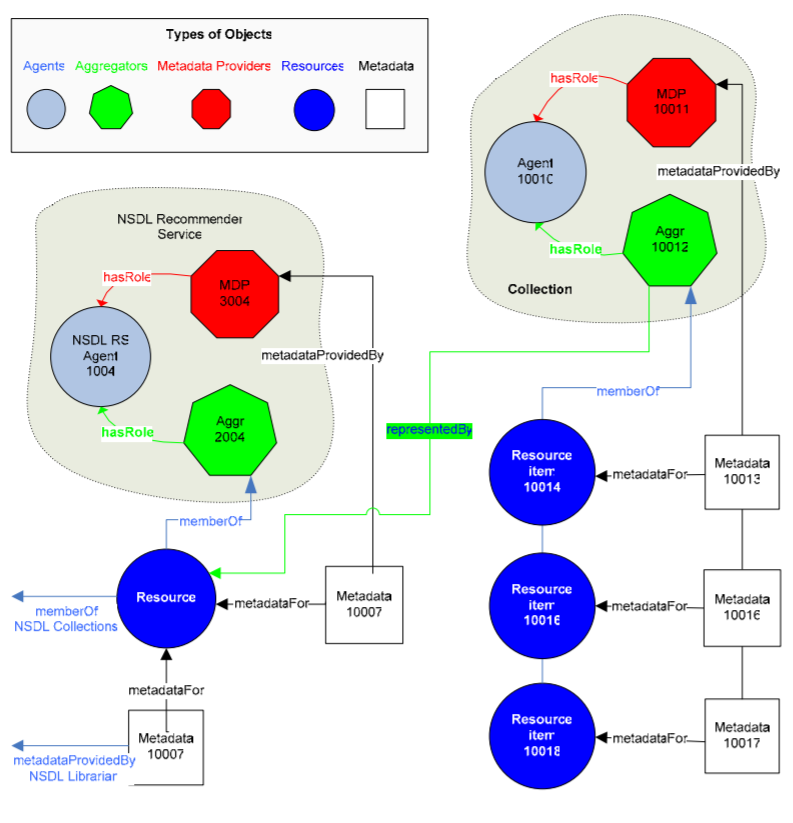 Types of Objects
Agents Aggregators Metadata Providers Resources Metadata
hasRole
MDP
10011
Agent
10010
metadataProvidedBy
Aggr
10012
hasRole
Collection
NSDL Recommender
Service
hasRole
MDP
3004
NSDL RS
Agent
1004
metadataProvidedBy
Aggr
2004
hasRole
representedBy
memberOf
memberOf
Resource
item
10014
metadataFor
Metadata
10013
Resource
metadataFor
Metadata
10007
memberOf
NSDL Collections
Resource
item
10016
metadataFor
Metadata
10016
metadataFor
Metadata
10007
metadataProvidedBy
NSDL Librarian
Resource
item
10018
metadataFor
Metadata
10017